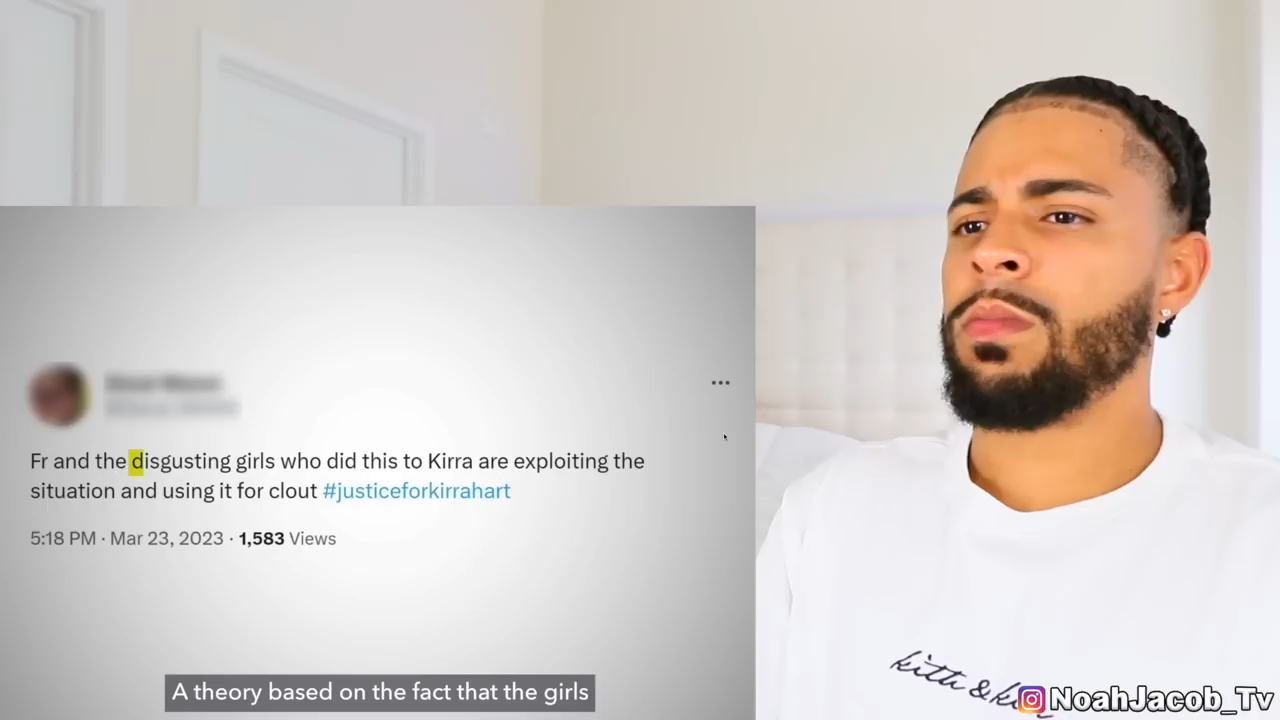 Fr and the disgusting girls who did this to Kirra are exploiting the
situation and using it for clout #justiceforkirrahart
5:18 PM · Mar 23, 2023 · 1,583 Views
A theory based on the fact that the girls
kith &
NoahJacob_Tv